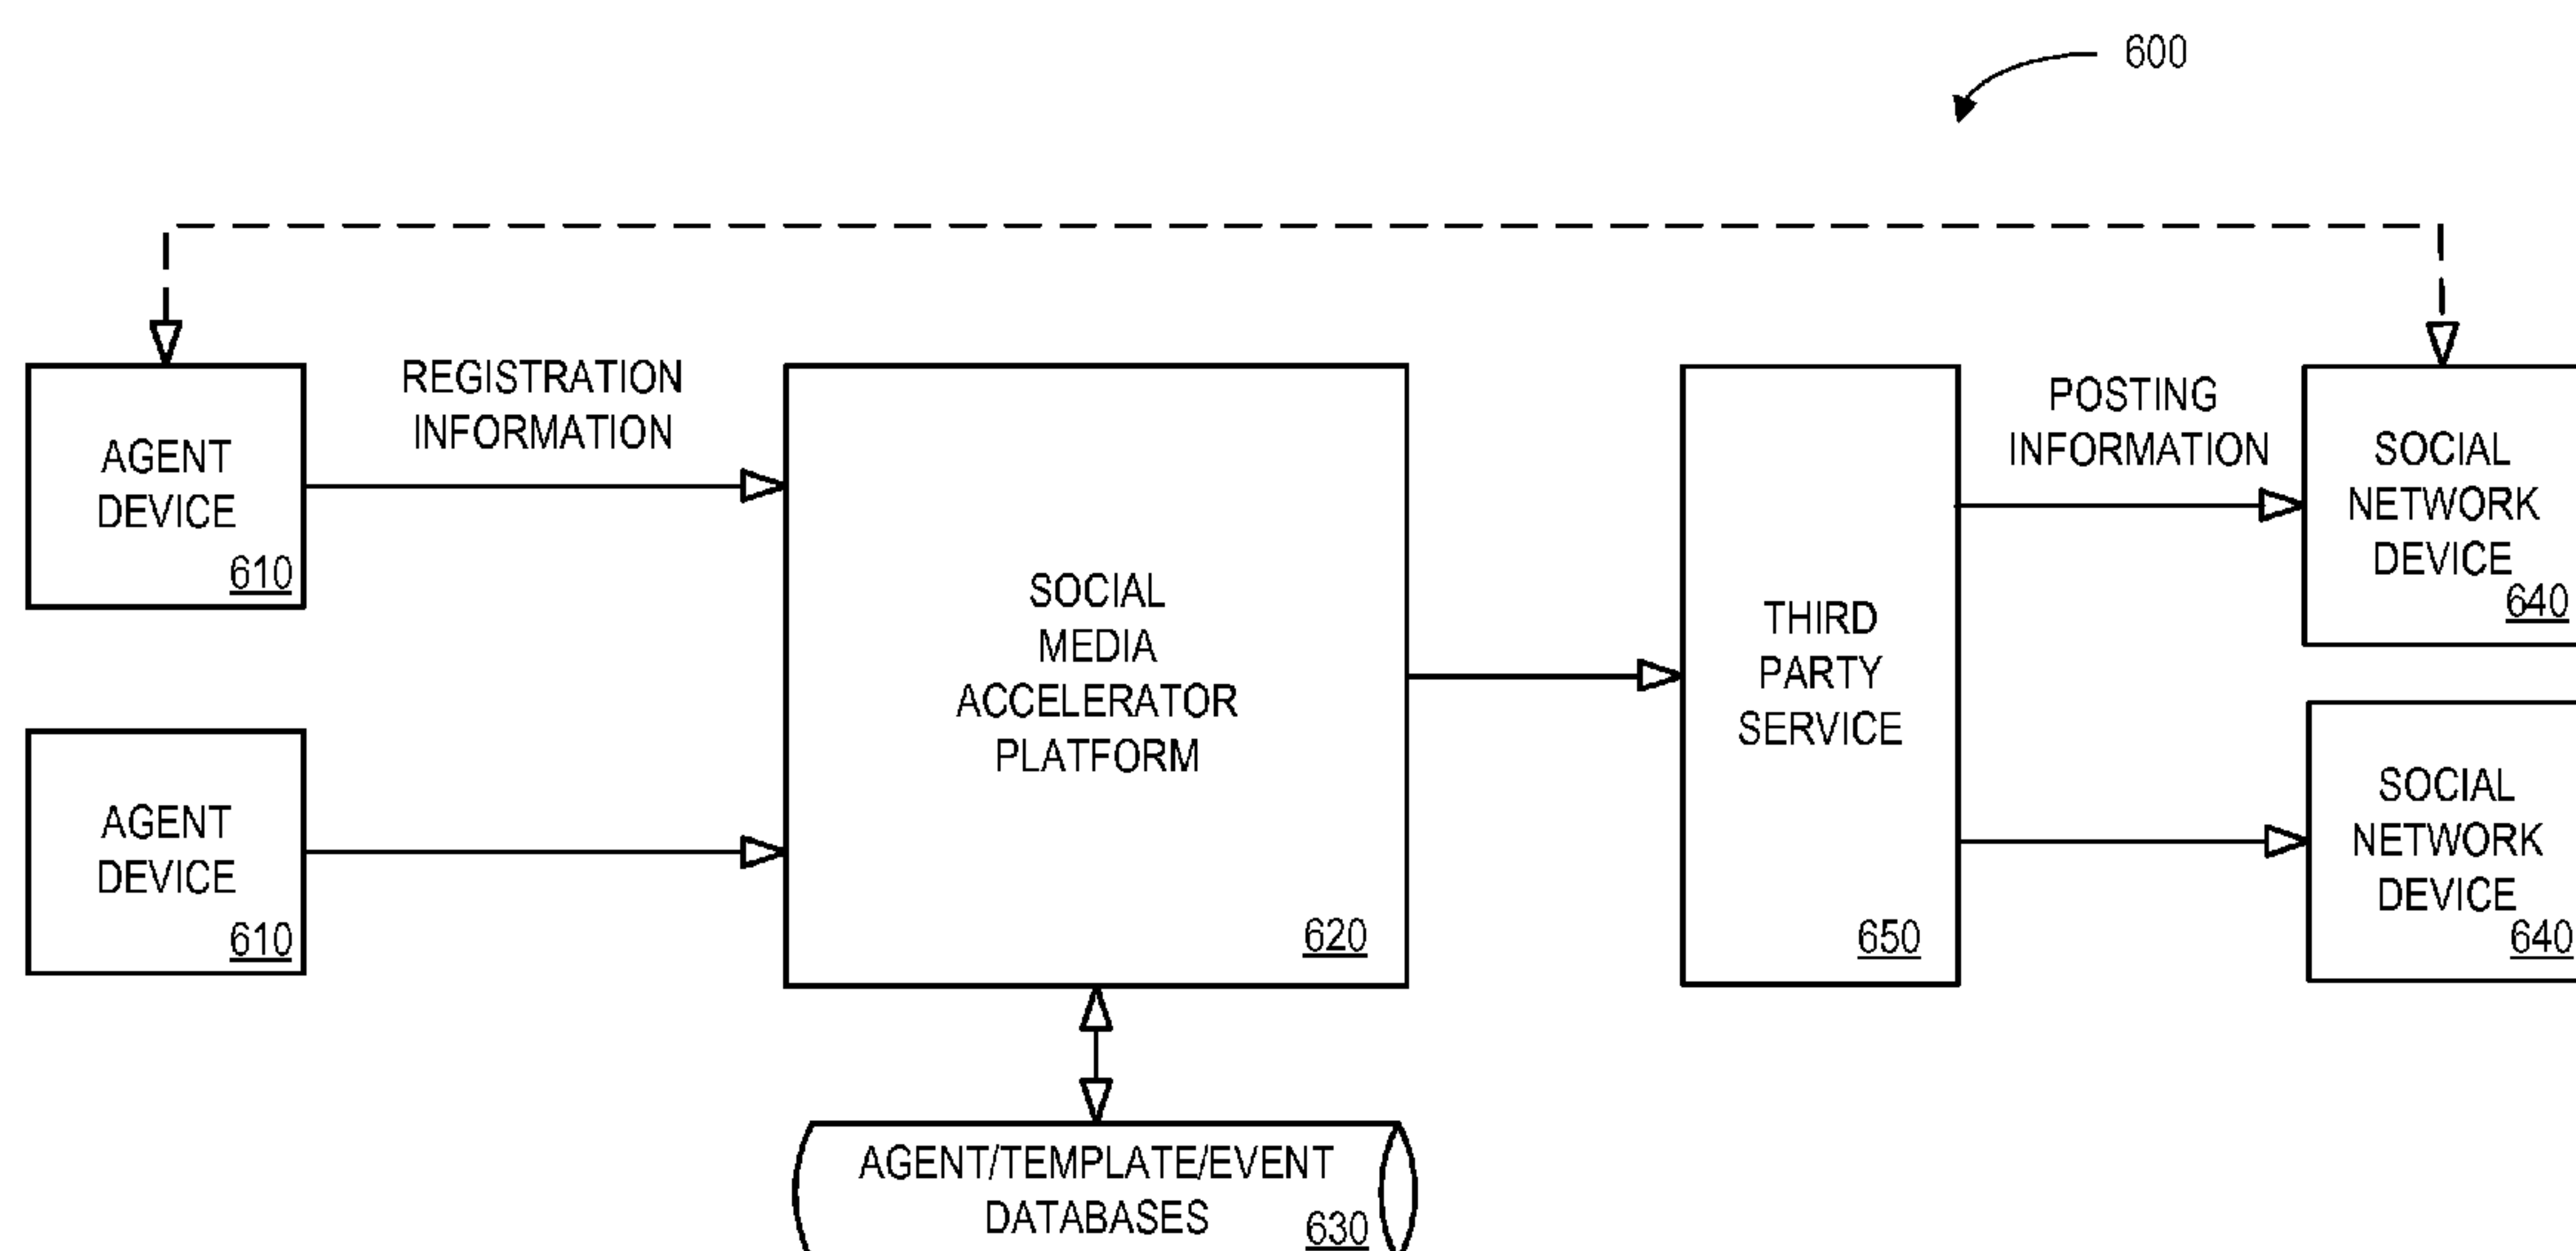 600
REGISTRATION
INFORMATION
AGENT
DEVICE
610
AGENT
DEVICE
610
SOCIAL
MEDIA
ACCELERATOR
PLATFORM
620
AGENT/TEMPLATE/EVENT
DATABASES
630
THIRD
PARTY
SERVICE
650
POSTING
INFORMATION
SOCIAL
NETWORK
DEVICE
640
SOCIAL
NETWORK
DEVICE
640